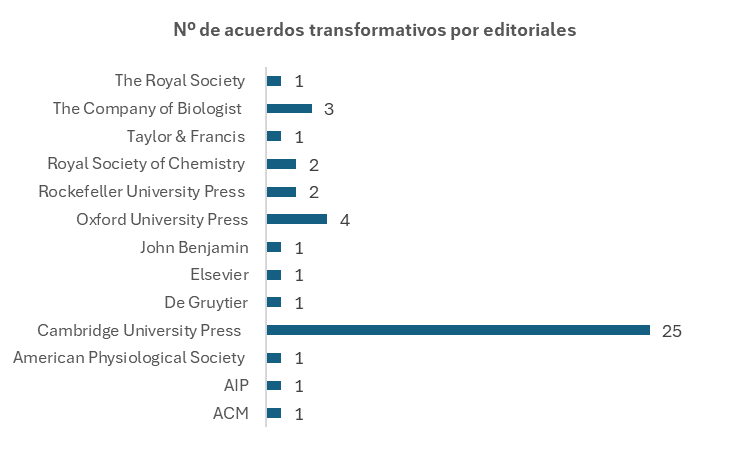 Nº de acuerdos transformativos por editoriales
The Royal Society 1
The Company of Biologist 3
Taylor & Francis 1
Royal Society of Chemistry 2
Rockefeller University Press 2
Oxford University Press 4
John Benjamin 1
Elsevier 1
De Gruytier 1
Cambridge University Press 25
American Physiological Society 1
AIP 1
ACM 1